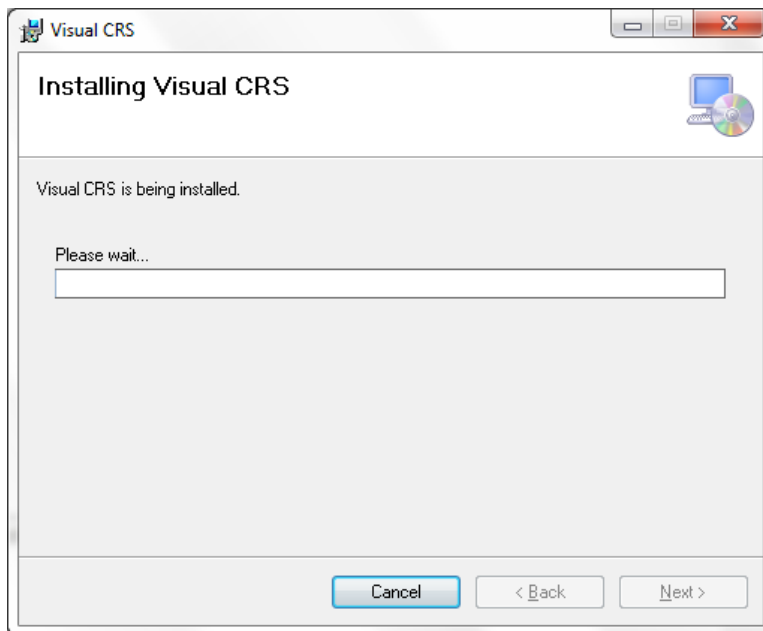 Visual CRS
Installing Visual CRS
Visual CRS is being installed.
Please wait...
Cancel
< Back
Next >